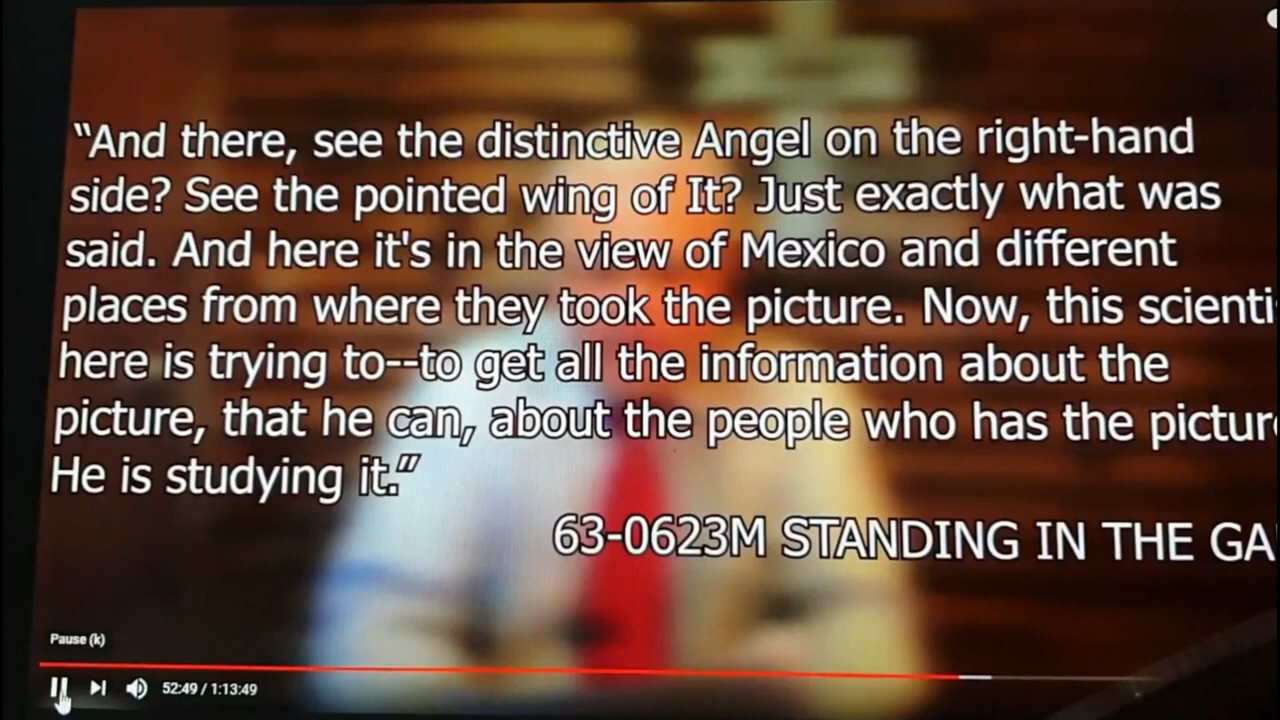 “And there, see the distinctive Angel on the right-hand
side? See the pointed wing of It? Just exactly what was
said. And here it's in the view of Mexico and different
places from where they took the picture. Now, this scienti
here is trying to--to get all the information about the
picture, that he can, about the people who has the pictur
He is studying it.”
63-0623M STANDING IN THE GA
Pause (k)
52:49 / 1:13:49